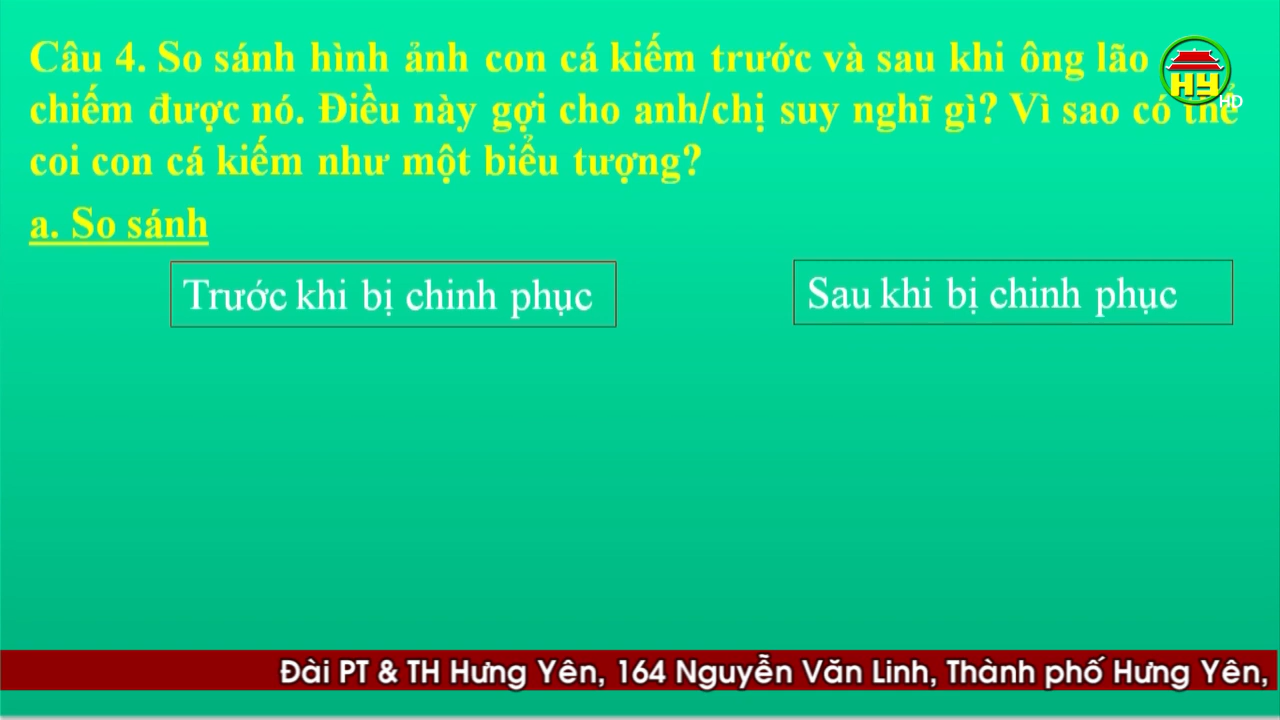 Câu 4. So sánh hình ảnh con cá kiếm trước và sau khi ông lão
chiếm được nó. Điều này gợi cho anh/chị suy nghĩ gì? Vì sao có thể
coi con cá kiếm như một biểu tượng?
a. So sánh
Trước khi bị chinh phục
Sau khi bị chinh phục
HY
HD
Đài PT & TH Hưng Yên, 164 Nguyễn Văn Linh, Thành phố Hưng Yên,